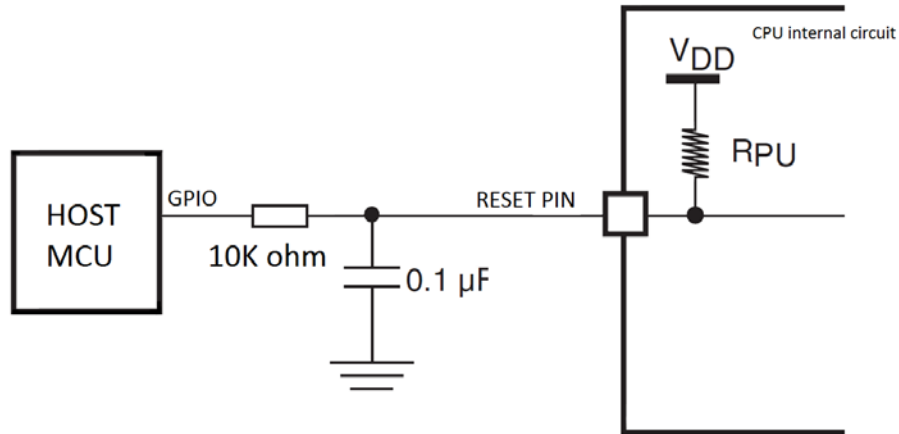 CPU internal circuit
VDD
RPU
HOST
MCU
GPIO
10K ohm
RESET PIN
0.1 µF